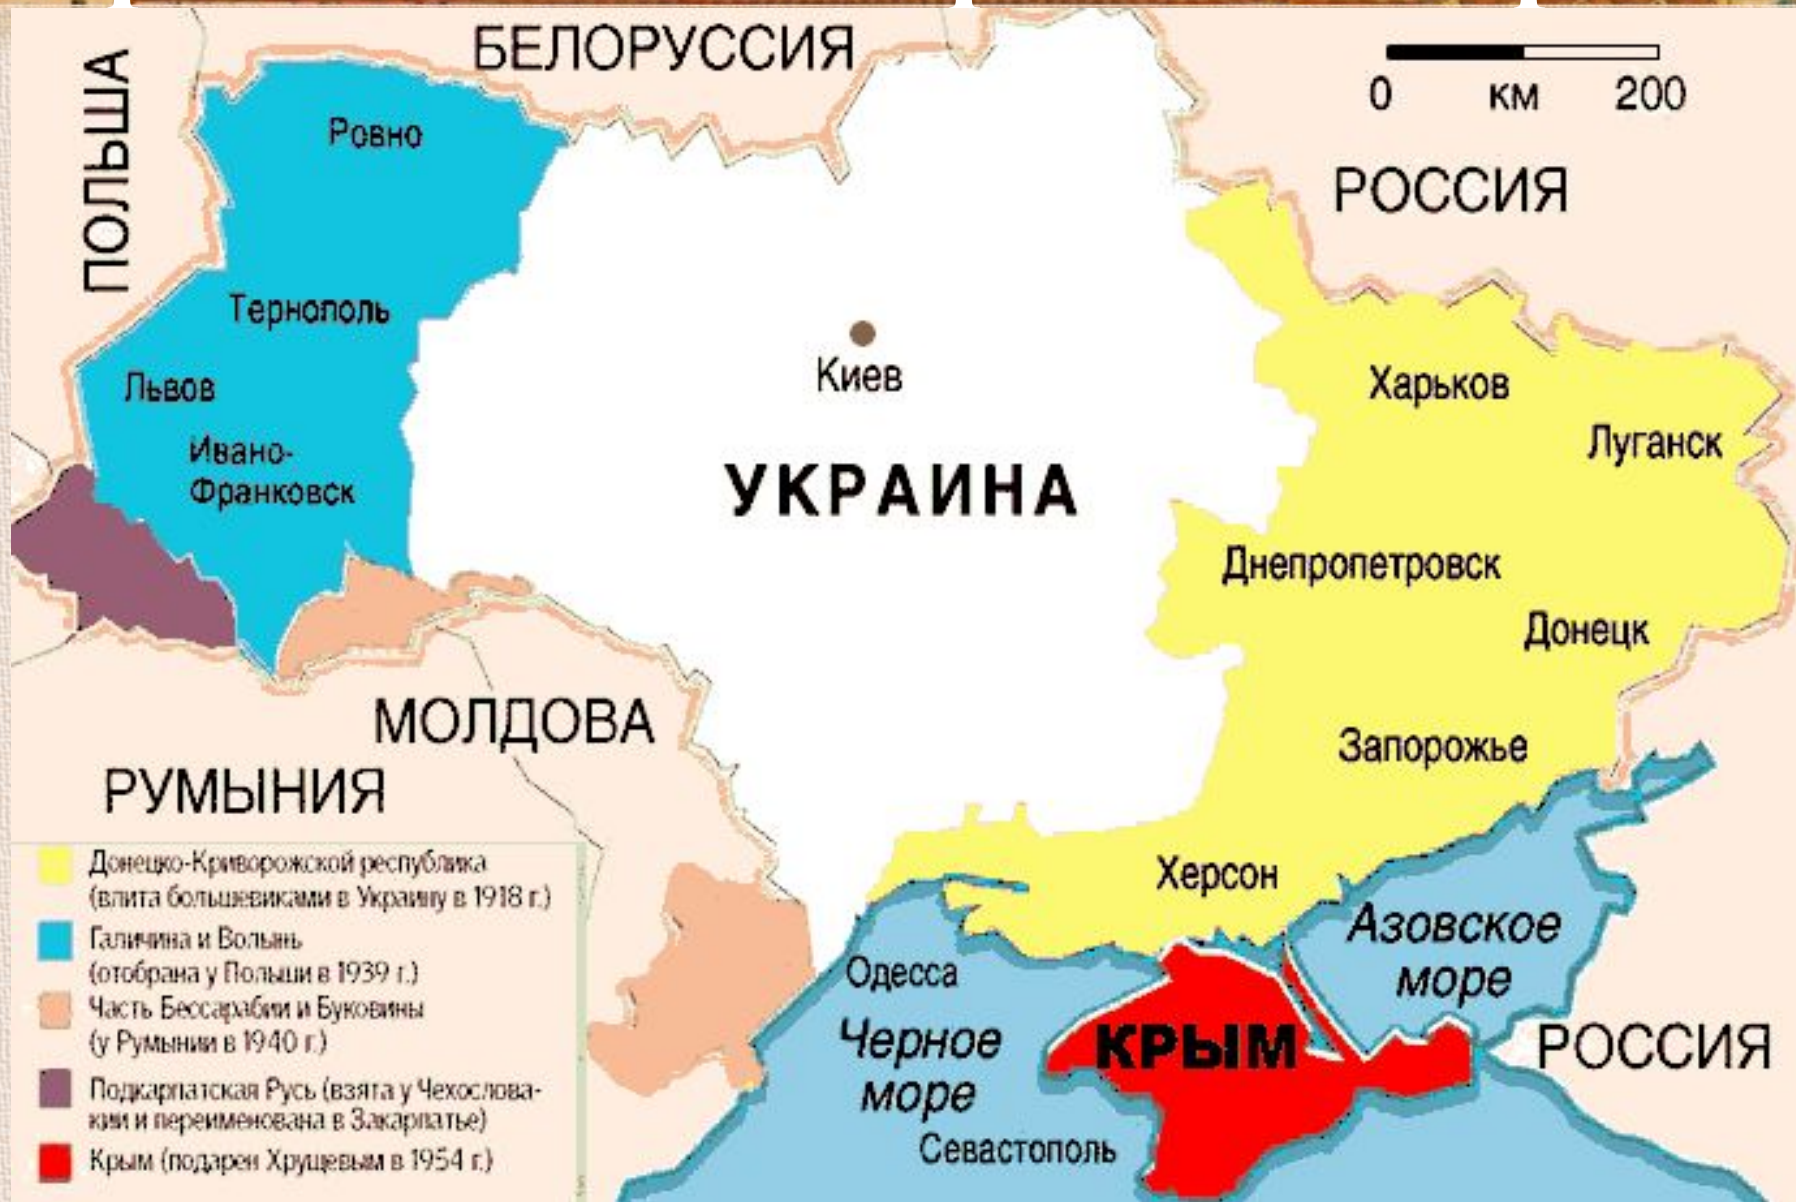 БЕЛОРУССИЯ
ПОЛЬША
0 км 200
РОССИЯ
Ровно
Тернополь
Львов
Ивано-
Франковск
Киев
УКРАИНА
Харьков
Луганск
Днепропетровск
Донецк
Запорожье
Херсон
МОЛДОВА
РУМЫНИЯ
Одесса
Черное
море
Севастополь
Азовское
море
КРЫМ
РОССИЯ
Донецко-Криворожской республика
(влита большевиками в Украину в 1918 г.)
Галичина и Волынь
(отобрана у Польши в 1939 г.)
Часть Бессарабии и Буковины
(у Румынии в 1940 г.)
Подкарпатская Русь (взята у Чехослова-
кии и переименована в Закарпатье)
Крым (подарен Хрущевым в 1954 г.)